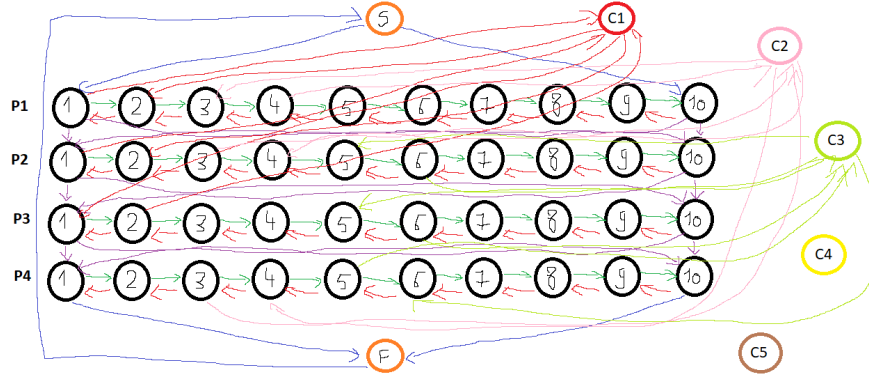 S
C1
C2
P1 1 2 3 4 5 6 7 8 9 10
C3
P2 1 2 3 4 5 6 7 8 9 10
P3 1 2 3 4 5 6 7 8 9 10
C4
P4 1 2 3 4 5 6 7 8 9 10
F
C5